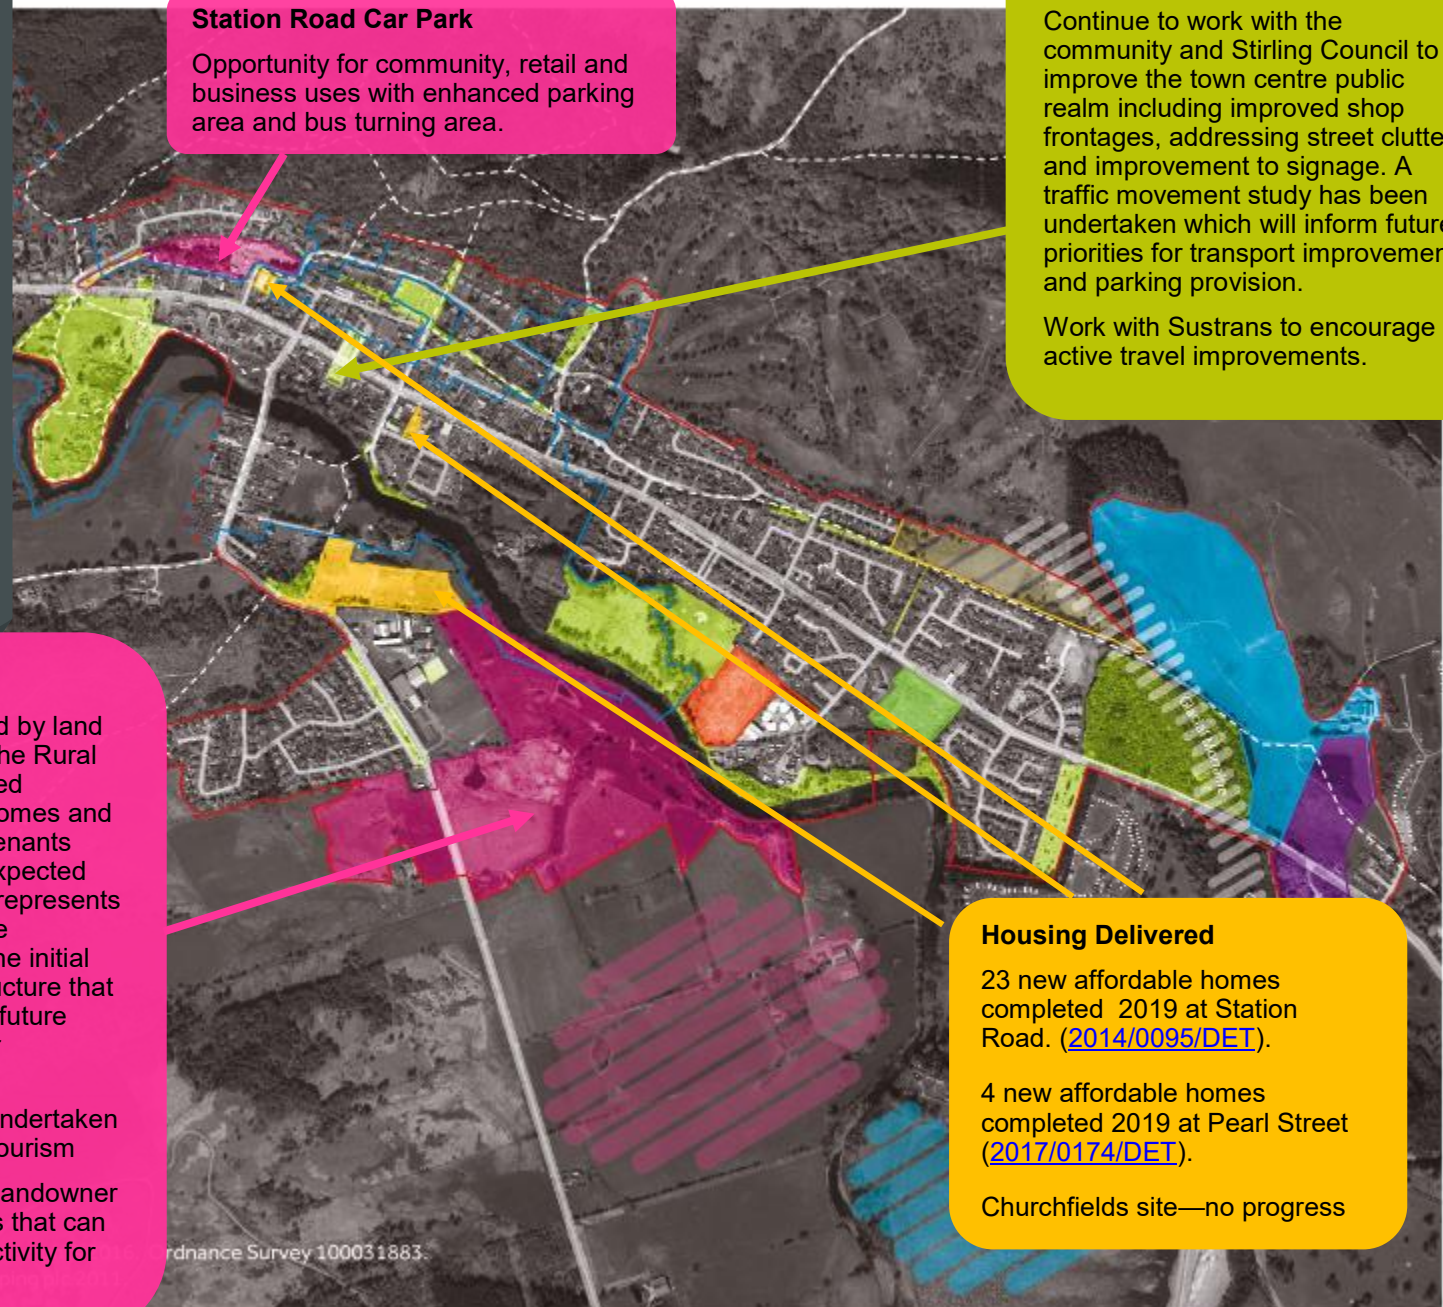 Station Road Car Park
Opportunity for community, retail and
business uses with enhanced parking
area and bus turning area.
Continue to work with the
community and Stirling Council to
improve the town centre public
realm including improved shop
frontages, addressing street clutte
and improvement to signage. A
traffic movement study has been
undertaken which will inform future
priorities for transport improvemen
and parking provision.
Work with Sustrans to encourage
active travel improvements.
d by land
he Rural
ed
omes and
enants
xpected
represents
e
he initial
ucture that
future
ndertaken
ourism
andowner
s that can
ctivity for
Housing Delivered
23 new affordable homes
completed 2019 at Station
Road. (2014/0095/DET).
4 new affordable homes
completed 2019 at Pearl Street
(2017/0174/DET).
Churchfields site—no progress
Ordnance Survey 100031883.